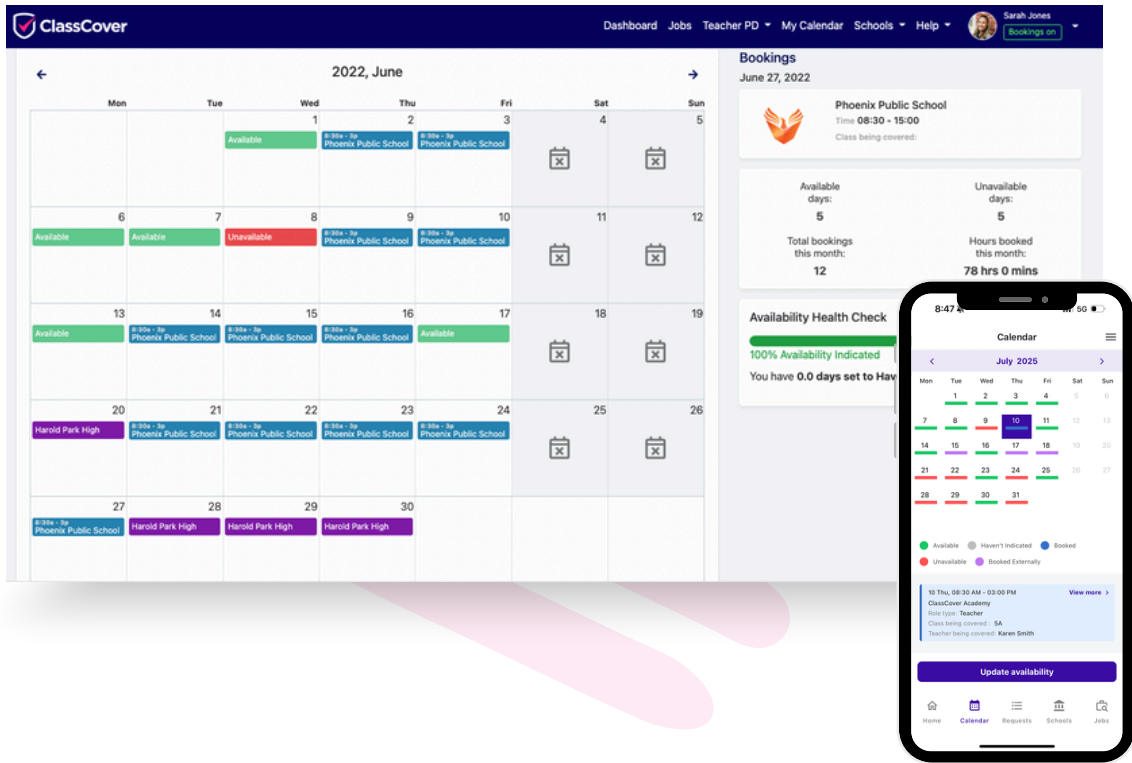 ClassCover
Dashboard Jobs Teacher PD My Calendar Schools Help
Sarah Jones
Bookings on
2022, June
Mon Tue Wed Thu Fri Sat Sun
1 2 3 4 5
Available
8:30a - 3p
Phoenix Public School
8:30a - 3p
Phoenix Public School
6 7 8 9 10 11 12
Available
Available
Unavailable
8:30a - 3p
Phoenix Public School
8:30a - 3p
Phoenix Public School
13 14 15 16 17 18 19
Available
8:30a - 3p
Phoenix Public School
8:30a - 3p
Phoenix Public School
8:30a - 3p
Phoenix Public School
Available
20 21 22 23 24 25 26
Harold Park High
8:30a - 3p
Phoenix Public School
8:30a - 3p
Phoenix Public School
8:30a - 3p
Phoenix Public School
8:30a - 3p
Phoenix Public School
27 28 29 30
8:30a - 3p
Phoenix Public School
Harold Park High
Harold Park High
Harold Park High
Bookings
June 27, 2022
Phoenix Public School
Time 08:30 - 15:00
Class being covered:
Available
days:
5
Unavailable
days:
5
Total bookings
this month:
12
Hours booked
this month:
78 hrs 0 mins
Availability Health Check
100% Availability Indicated
You have 0.0 days set to
8:47
5G
Calendar
July 2025
Mon Tue Wed Thu Fri Sat Sun
1 2 3 4 5 6
7 8 9 10 11 12 13
14 15 16 17 18 19 20
21 22 23 24 25 26 27
28 29 30 31
Available Haven't Indicated Booked
Unavailable Booked Externally
10 Thu, 08:30 AM - 03:00 PM View more
ClassCover Academy
Role type: Teacher
Class being covered : 5A
Teacher being covered: Karen Smith
Update availability
Home Calendar Requests Schools Jobs